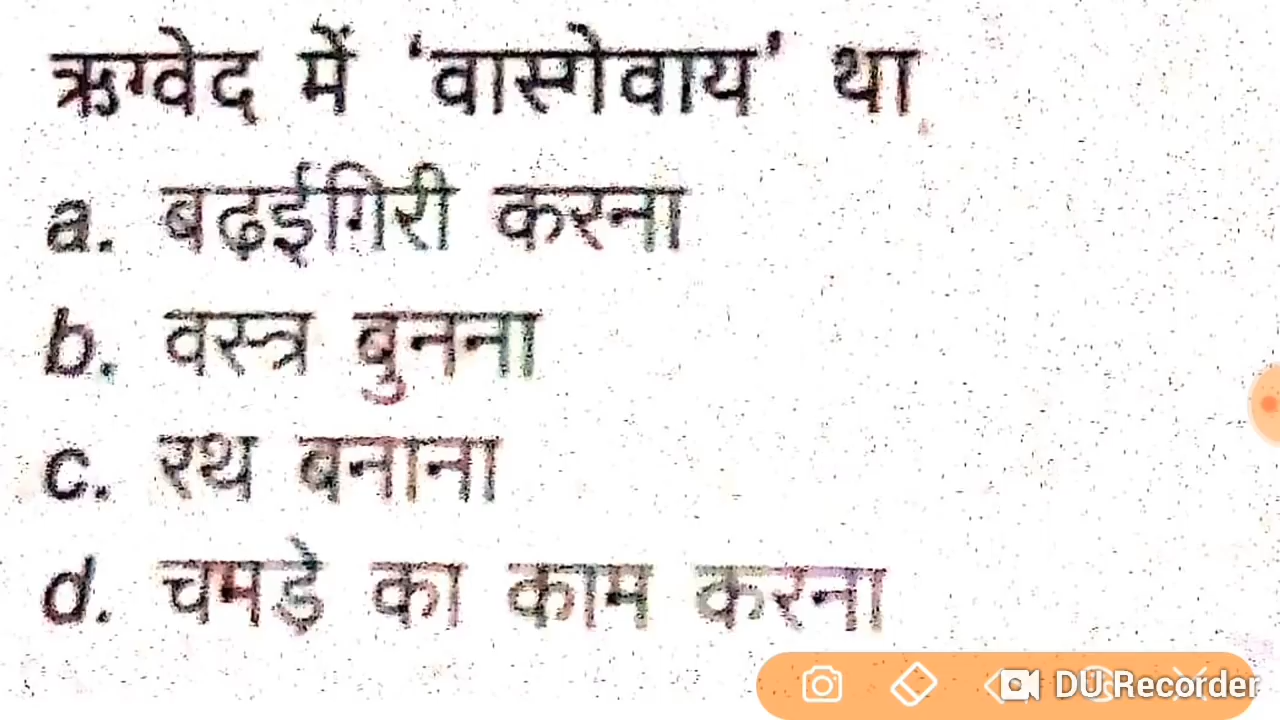 ऋग्वेद में 'वास्गेवाय' था
a. बढ़ईगिरी करना
b. वस्त्र बुनना
c. रथ बनाना
d. चमड़े का काम करना
DU Recorder